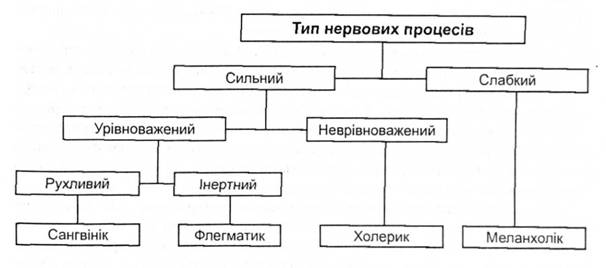 Тип нервових процесів
Сильний
Слабкий
Урівноважений
Неврівноважений
Рухливий
Інертний
Сангвінік
Флегматик
Холерик
Меланхолік